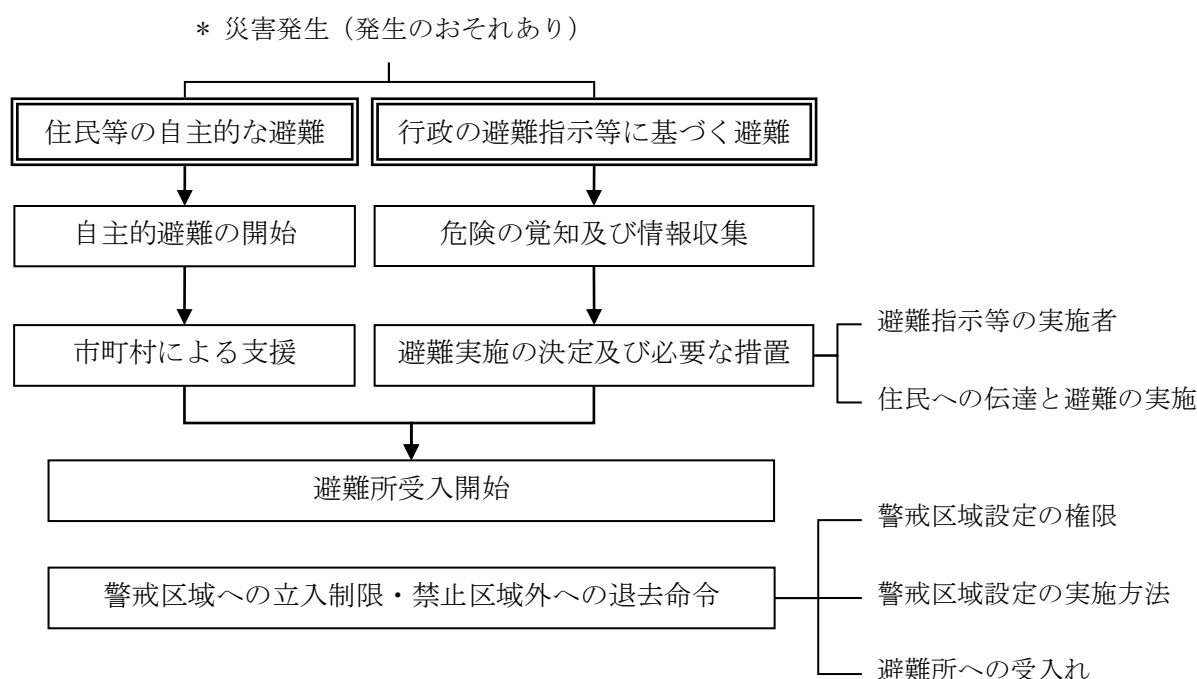 * 災害発生（発生のおそれあり）
住民等の自主的な避難
行政の避難指示等に基づく避難
自主的避難の開始
危険の覚知及び情報収集
市町村による支援
避難実施の決定及び必要な措置
避難指示等の実施者
住民への伝達と避難の実施
避難所受入開始
警戒区域への立入制限・禁止区域外への退去命令
警戒区域設定の権限
警戒区域設定の実施方法
避難所への受入れ